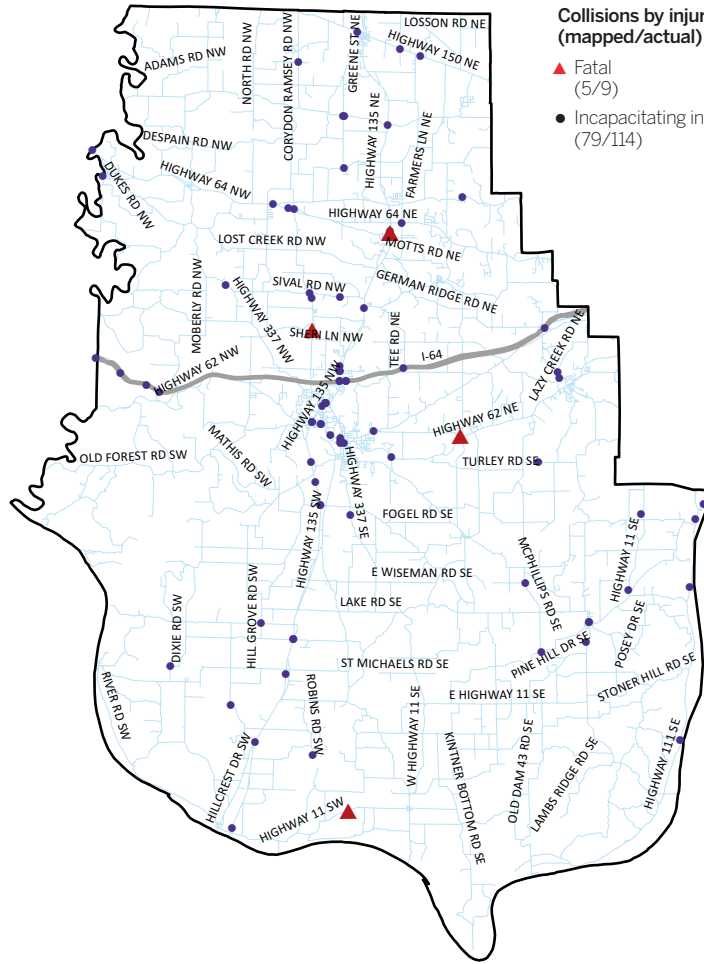 Collisions by injur
(mapped/actual)
Fatal
(5/9)
Incapacitating in
(79/114)
LOSSON RD NE
HIGHWAY 150 NE
GREENE ST NE
CORYDON RAMSEY RD NW
NORTH RD NW
ADAMS RD NW
HIGHWAY 135 NE
FARMERS LN NE
DESPAIN RD NW
DUKES RD NW
HIGHWAY 64 NW
HIGHWAY 64 NE
LOST CREEK RD NW
MOTTS RD NE
GERMAN RIDGE RD NE
SIVAL RD NW
MOBERLY RD NW
HIGHWAY 337 NW
SHERI LN NW
TEE RD NE
I-64
LAZY CREEK RD NE
HIGHWAY 62 NW
HIGHWAY 135 NW
HIGHWAY 62 NE
MATHIS RD SW
OLD FOREST RD SW
TURLEY RD SE
HIGHWAY 337 SE
HIGHWAY 135 SW
FOGEL RD SE
HIGHWAY 11 SE
MCPHILLIPS RD SE
E WISEMAN RD SE
LAKE RD SE
HILL GROVE RD SW
DIXIE RD SW
POSEY DR SE
PINE HILL DR SE
ST MICHAELS RD SE
STONER HILL RD SE
RIVER RD SW
ROBINS RD SW
E HIGHWAY 11 SE
W HIGHWAY 11 SE
HILLCREST DR SW
KINTNER BOTTOM RD SE
OLD DAM 43 RD SE
LAMBS RIDGE RD SE
HIGHWAY 111 SE
HIGHWAY 11 SW